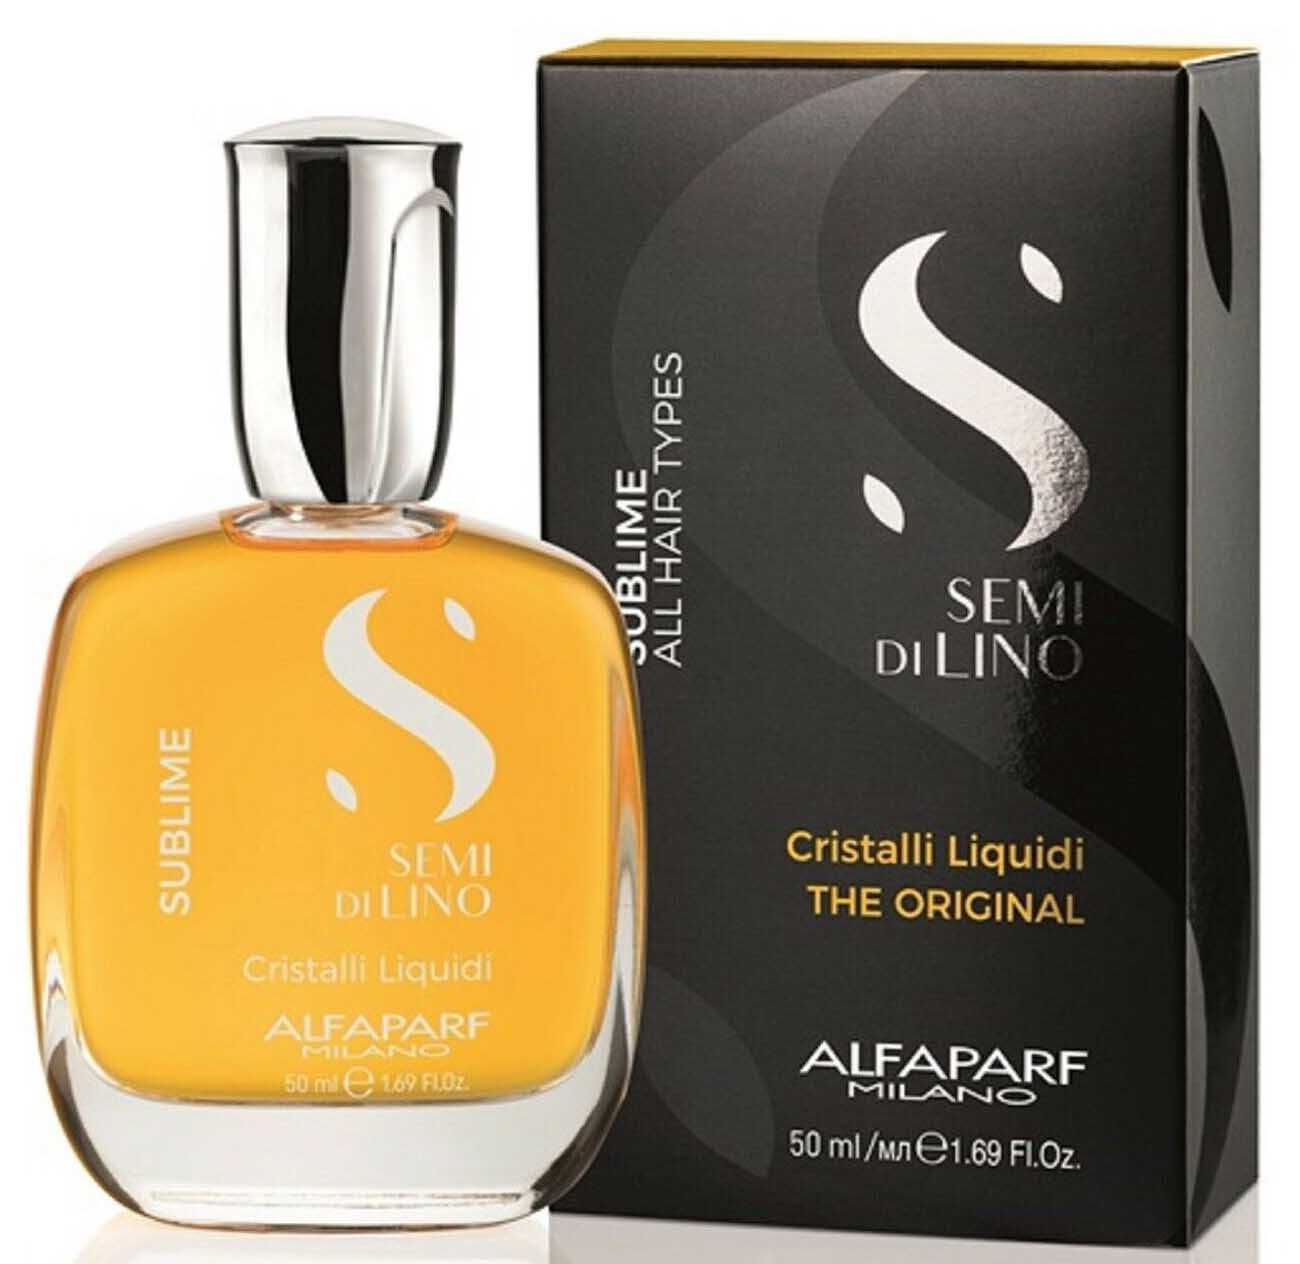 SUBLIME
SEMI
DI LINO
Cristalli Liquidi
ALFAPARF
MILANO
50 ml ℮ 1.69 Fl.Oz.
SUBLIME
ALL HAIR TYPES
SEMI
DI LINO
Cristalli Liquidi
THE ORIGINAL
ALFAPARF
MILANO
50 ml/мл ℮ 1.69 Fl.Oz.